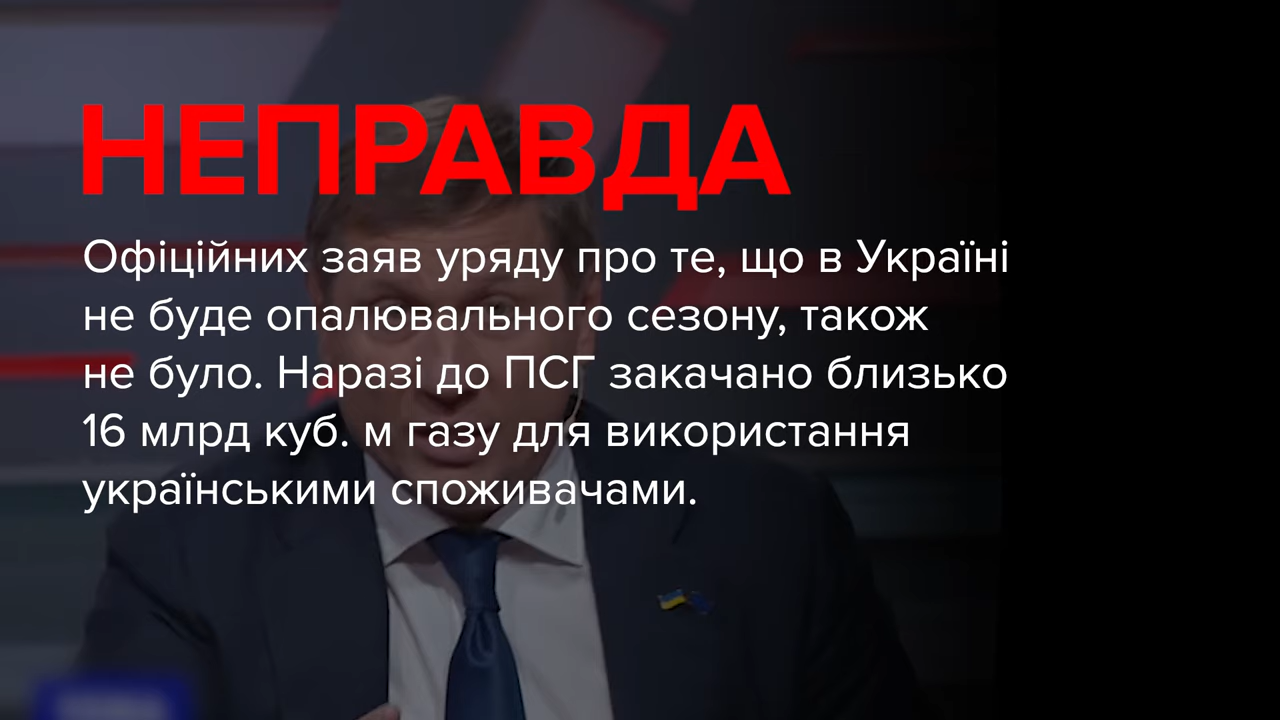 НЕПРАВДА
Офіційних заяв уряду про те, що в Україні
не буде опалювального сезону, також
не було. Наразі до ПСГ закачано близько
16 млрд куб. м газу для використання
українськими споживачами.